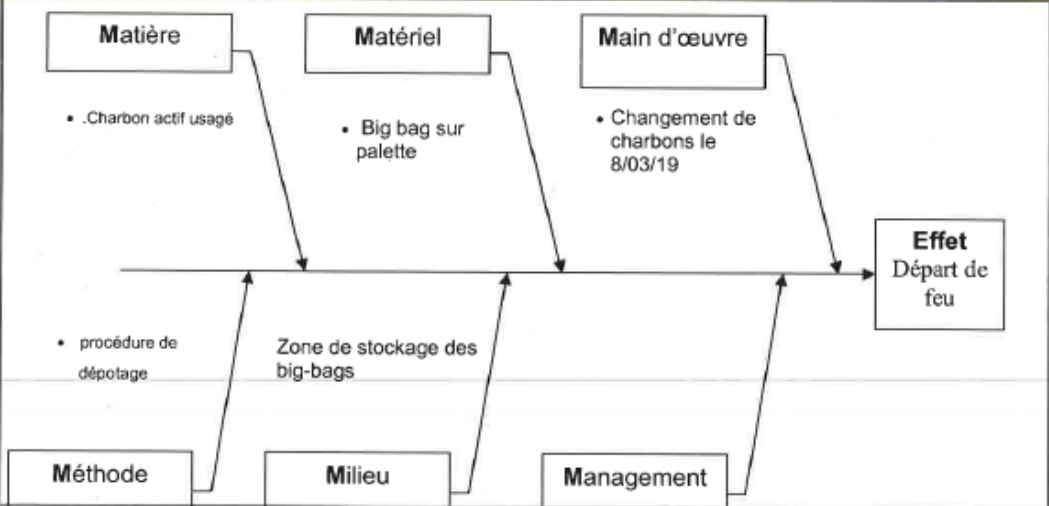 Matière
Matériel
Main d'œuvre
• .Charbon actif usagé
• Big bag sur
palette
• Changement de
charbons le
8/03/19
Effet
Départ de
feu
• procédure de
dépotage
Zone de stockage des
big-bags
Méthode
Milieu
Management